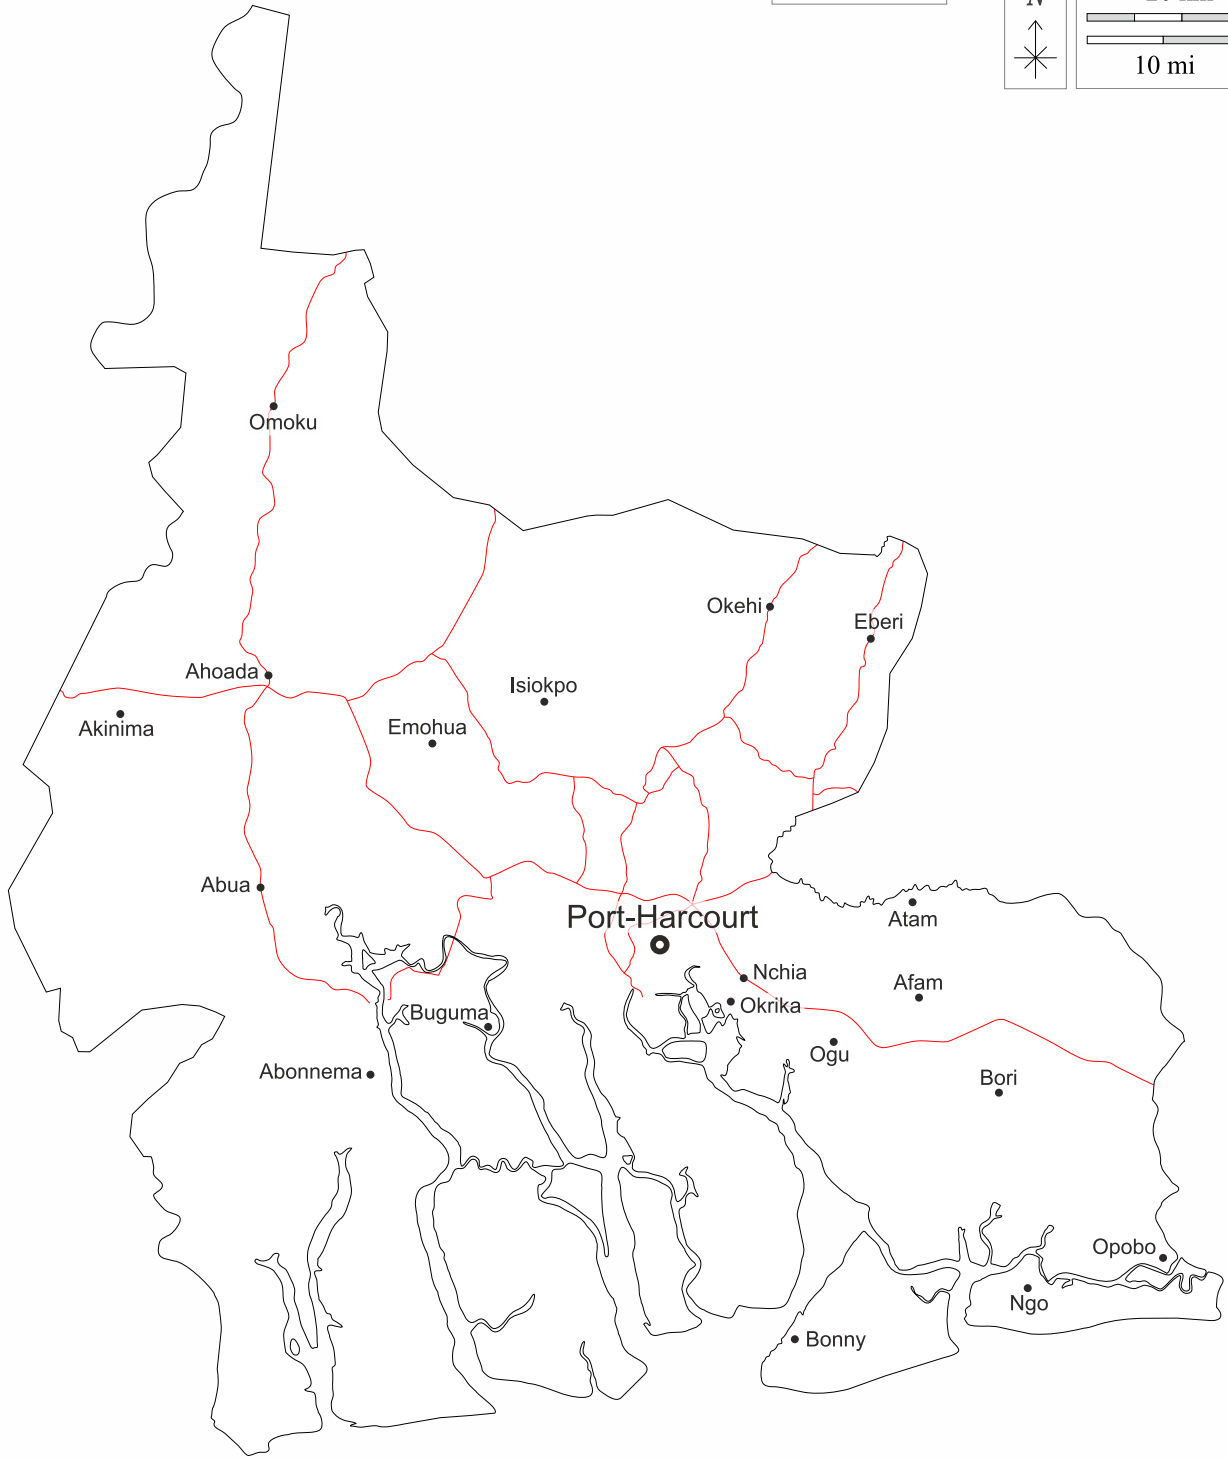 N
10 mi
Omoku
Okehi
Eberi
Ahoada
Isiokpo
Akinima
Emohua
Abua
Port-Harcourt
Atam
Nchia
Afam
Okrika
Buguma
Ogu
Abonnema
Bori
Opobo
Ngo
Bonny